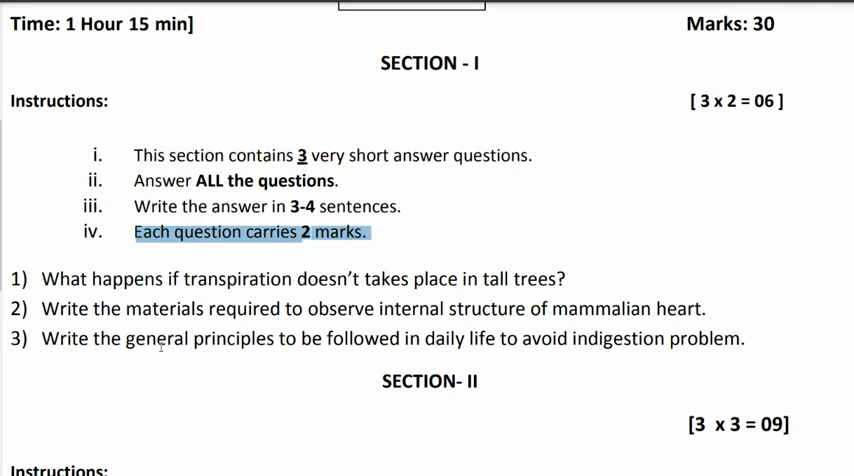 Time: 1 Hour 15 min]
Marks: 30
SECTION - I
Instructions:
[ 3 x 2 = 06 ]
i. This section contains 3 very short answer questions.
ii. Answer ALL the questions.
iii. Write the answer in 3-4 sentences.
iv. Each question carries 2 marks.
1) What happens if transpiration doesn't takes place in tall trees?
2) Write the materials required to observe internal structure of mammalian heart.
3) Write the general principles to be followed in daily life to avoid indigestion problem.
SECTION- II
[3 x 3 = 09]
Instructions: